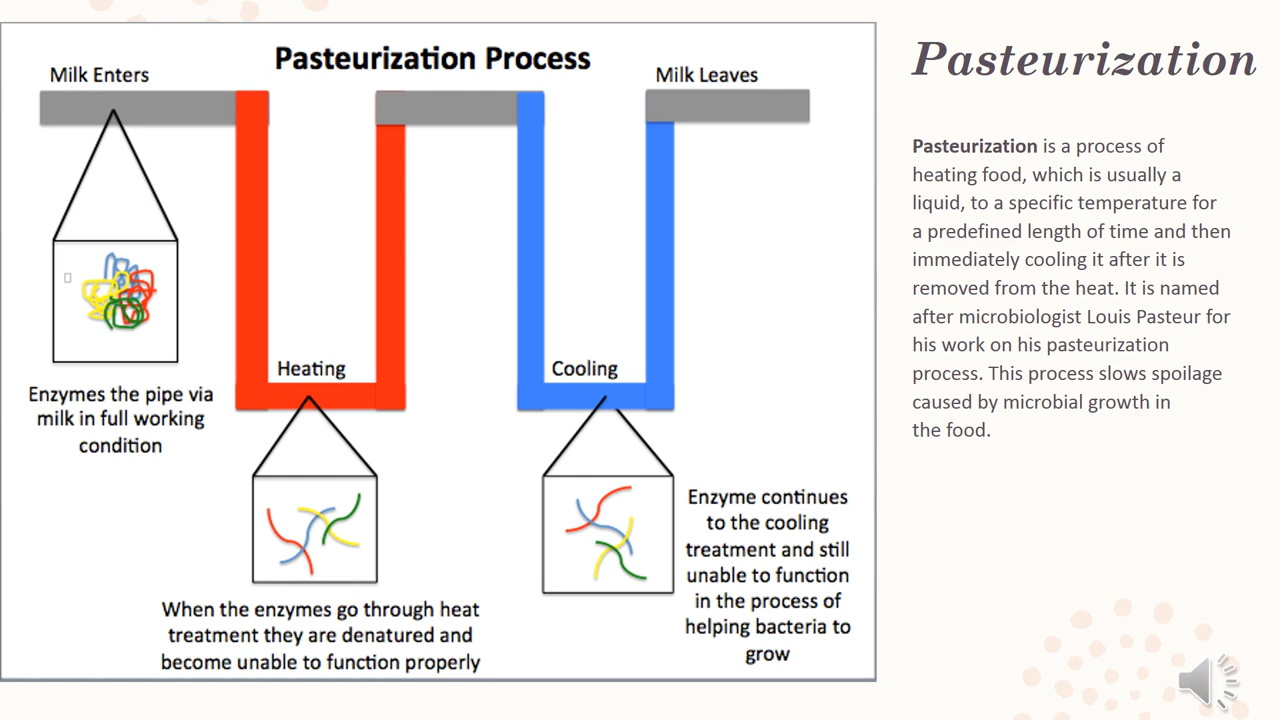 Pasteurization Process
Milk Enters
Milk Leaves
Heating
Cooling
Enzymes the pipe via
milk in full working
condition
When the enzymes go through heat
treatment they are denatured and
become unable to function properly
Enzyme continues
to the cooling
treatment and still
unable to function
in the process of
helping bacteria to
grow
Pasteurization
Pasteurization is a process of
heating food, which is usually a
liquid, to a specific temperature for
a predefined length of time and then
immediately cooling it after it is
removed from the heat. It is named
after microbiologist Louis Pasteur for
his work on his pasteurization
process. This process slows spoilage
caused by microbial growth in
the food.